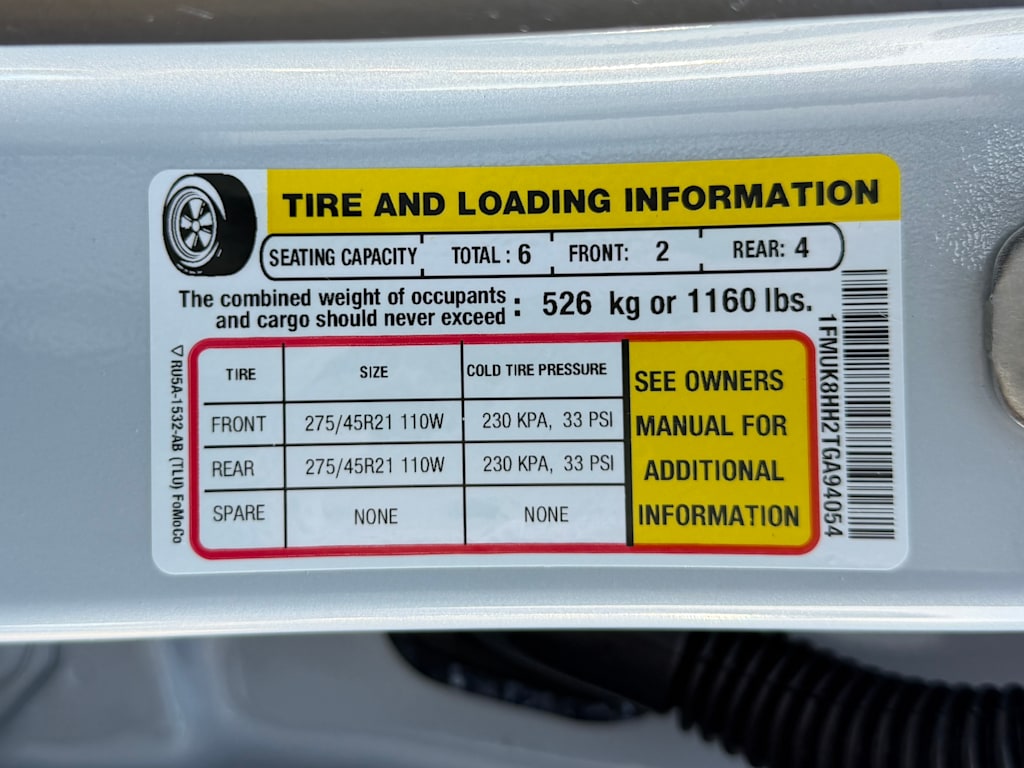 TIRE AND LOADING INFORMATION
SEATING CAPACITY TOTAL : 6 FRONT: 2 REAR: 4
The combined weight of occupants
and cargo should never exceed : 526 kg or 1160 lbs.
TIRE SIZE COLD TIRE PRESSURE
FRONT 275/45R21 110W 230 KPA, 33 PSI
REAR 275/45R21 110W 230 KPA, 33 PSI
SPARE NONE NONE
SEE OWNERS
MANUAL FOR
ADDITIONAL
INFORMATION
1FMUK8HH2TGA94054
▽ RU5A-1532-AB (TLU) FoMoCo